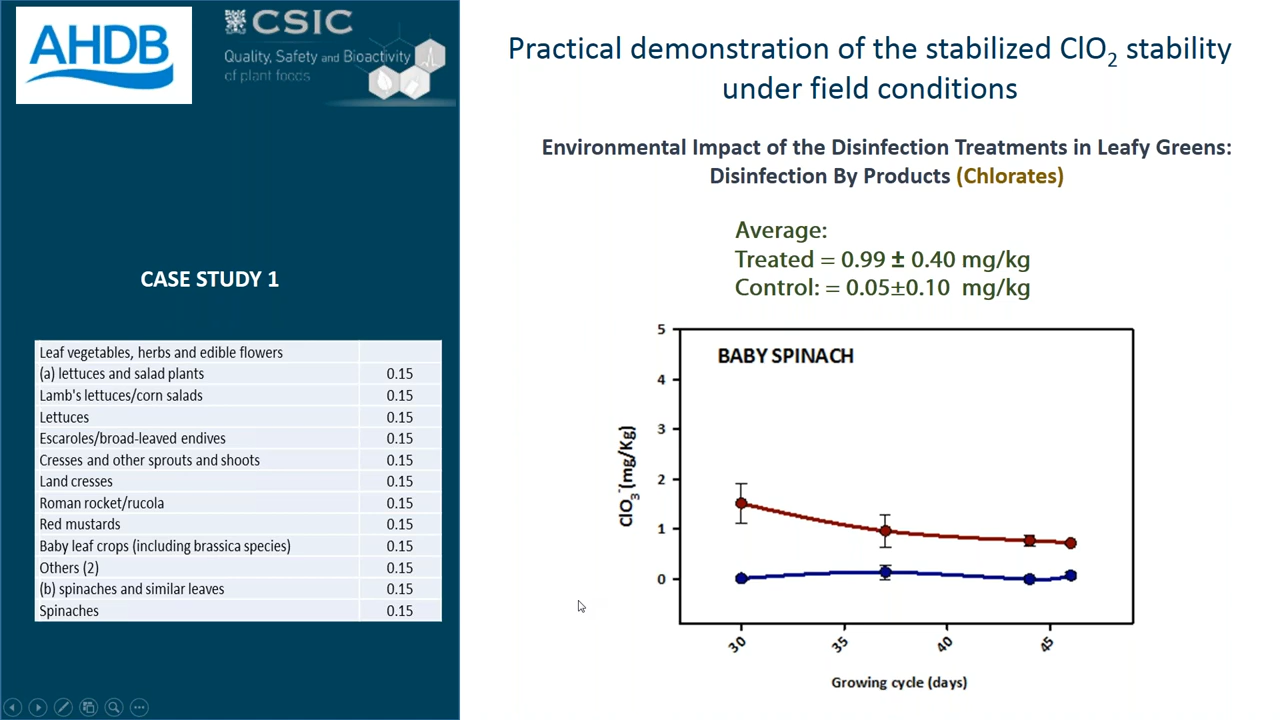 AHDB
CSIC
Quality, Safety and Bioactivity
of plant foods
Practical demonstration of the stabilized ClO2 stability
under field conditions
Environmental Impact of the Disinfection Treatments in Leafy Greens:
Disinfection By Products (Chlorates)
Average:
Treated = 0.99 ± 0.40 mg/kg
Control: = 0.05±0.10 mg/kg
CASE STUDY 1
Leaf vegetables, herbs and edible flowers
(a) lettuces and salad plants 0.15
Lamb's lettuces/corn salads 0.15
Lettuces 0.15
Escaroles/broad-leaved endives 0.15
Cresses and other sprouts and shoots 0.15
Land cresses 0.15
Roman rocket/rucola 0.15
Red mustards 0.15
Baby leaf crops (including brassica species) 0.15
Others (2) 0.15
(b) spinaches and similar leaves 0.15
Spinaches 0.15
BABY SPINACH
ClO3-(mg/Kg)
5
4
3
2
1
0
30 35 40 45
Growing cycle (days)